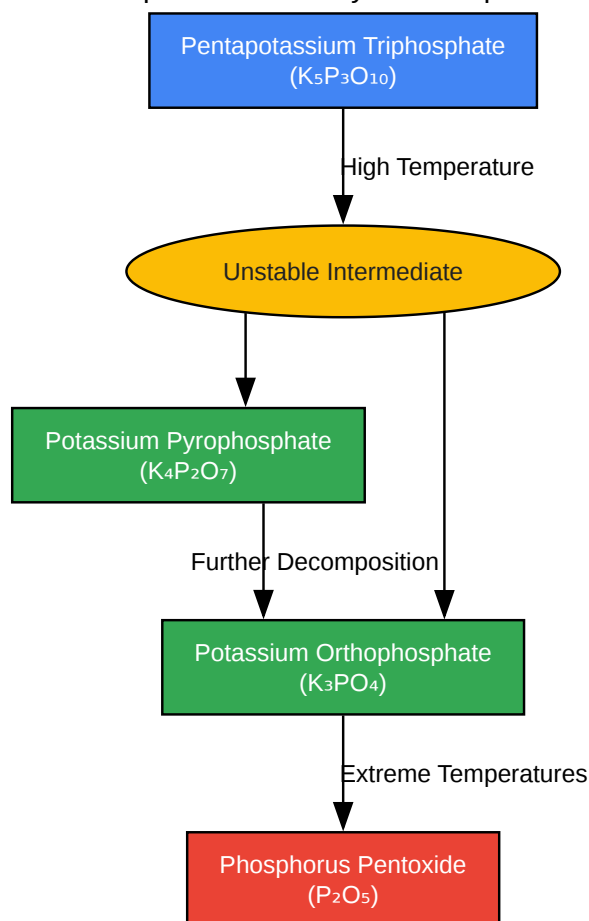 Pentapotassium Triphosphate
(K₅P₃O₁₀)
High Temperature
Unstable Intermediate
Potassium Pyrophosphate
(K₄P₂O₇)
Further Decomposition
Potassium Orthophosphate
(K₃PO₄)
Extreme Temperatures
Phosphorus Pentoxide
(P₂O₅)